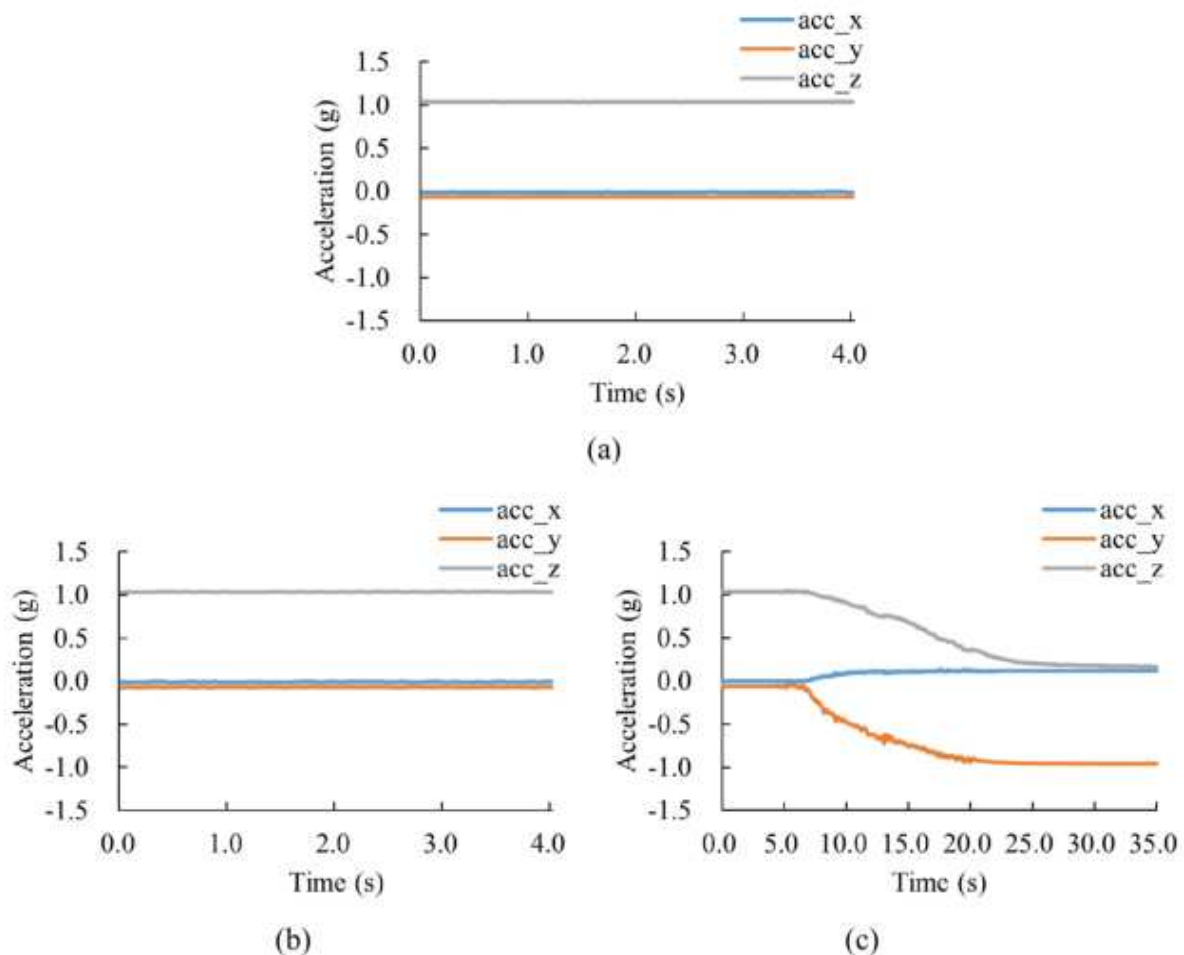 acc_x
acc_y
acc_z
1.5
1.0
0.5
0.0
-0.5
-1.0
-1.5
Acceleration (g)
0.0 1.0 2.0 3.0 4.0
Time (s)
(a)
acc_x
acc_y
acc_z
1.5
1.0
0.5
0.0
-0.5
-1.0
-1.5
Acceleration (g)
0.0 1.0 2.0 3.0 4.0
Time (s)
(b)
acc_x
acc_y
acc_z
1.5
1.0
0.5
0.0
-0.5
-1.0
-1.5
Acceleration (g)
0.0 5.0 10.0 15.0 20.0 25.0 30.0 35.0
Time (s)
(c)